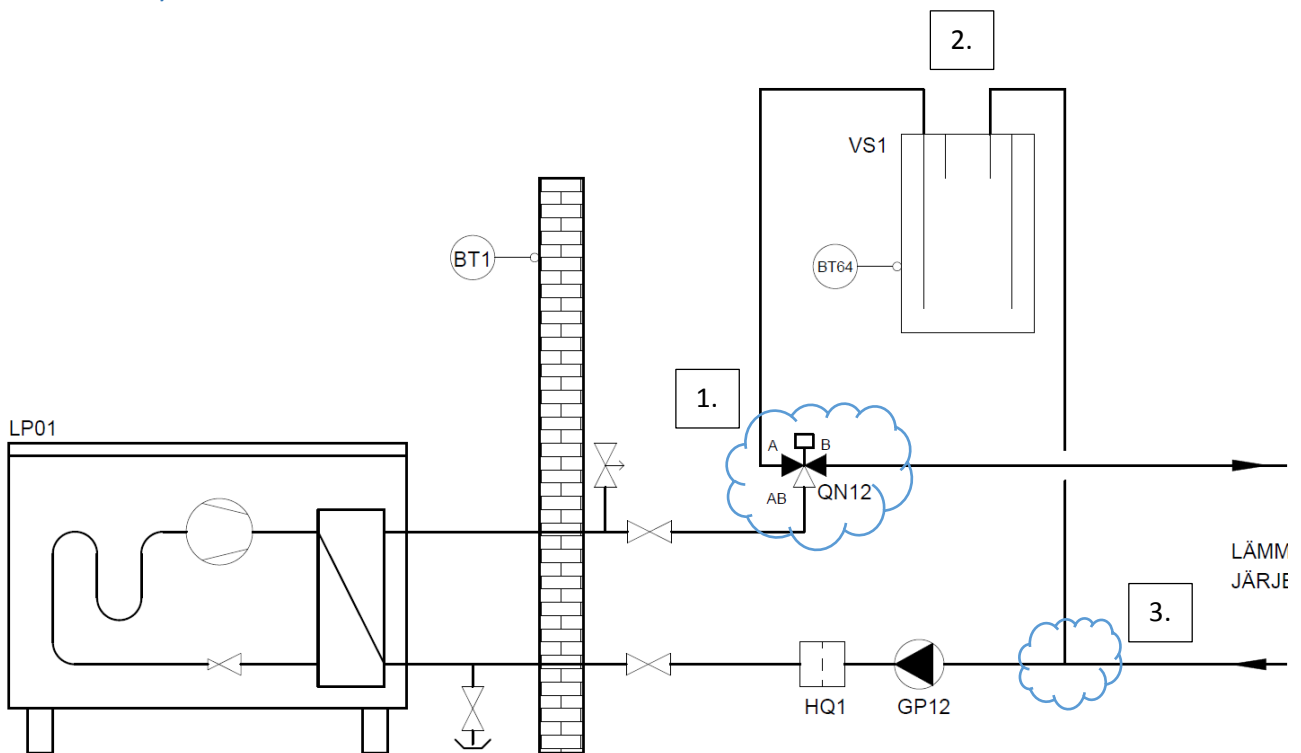 2.
VS1
BT1
BT64
1.
A
B
QN12
AB
LP01
LÄMM
JÄRJE
3.
HQ1
GP12